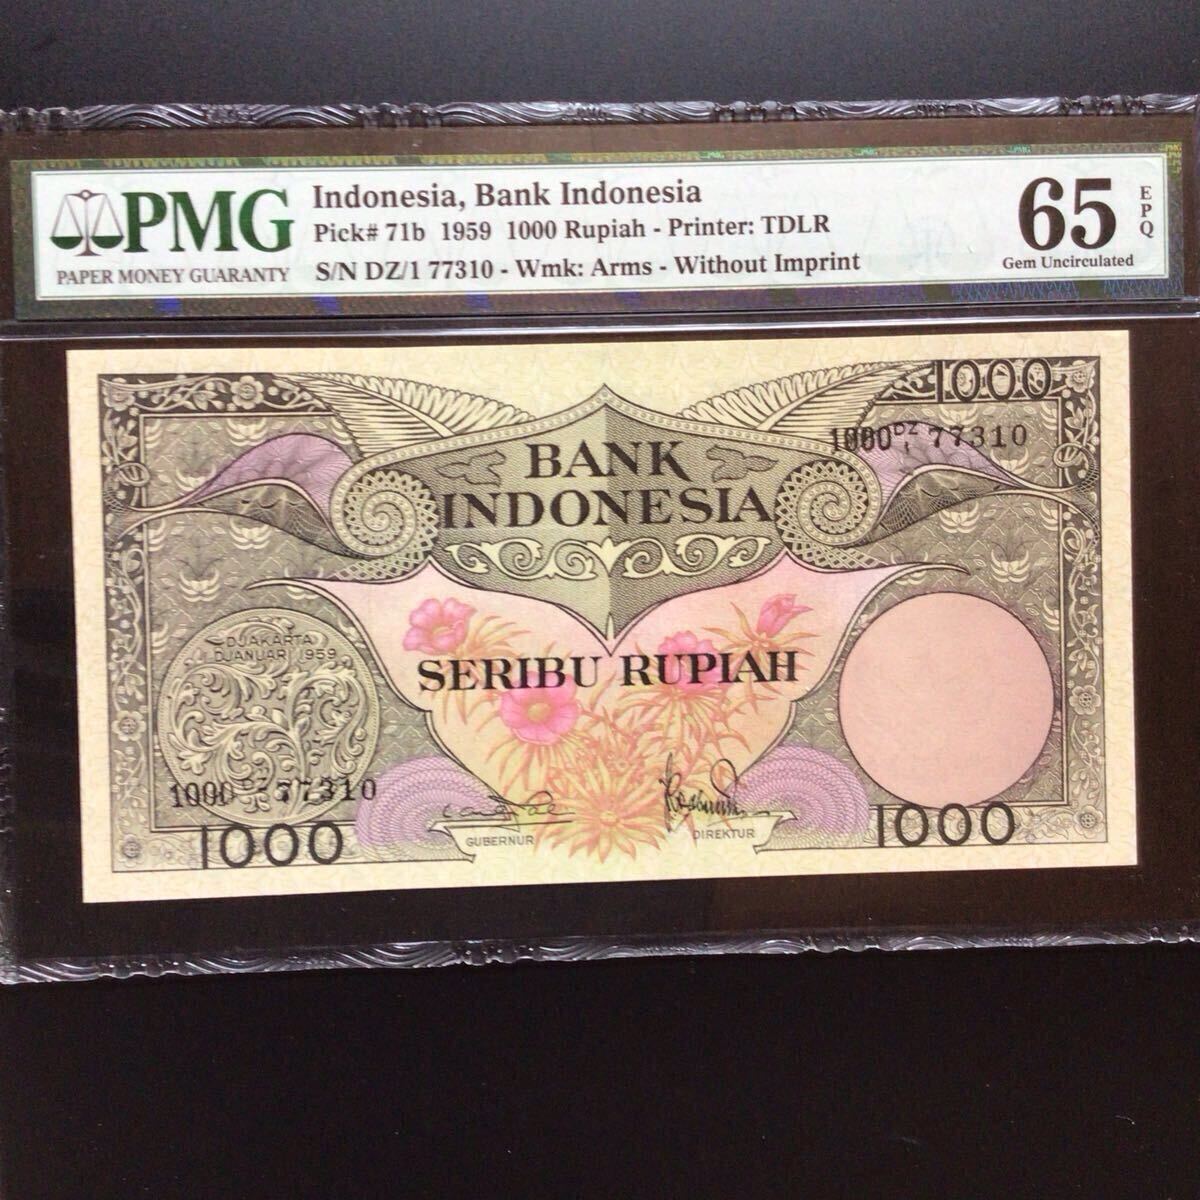 PMG
PAPER MONEY GUARANTY
Indonesia, Bank Indonesia
Pick# 71b 1959 1000 Rupiah - Printer: TDLR
S/N DZ/1 77310 - Wmk: Arms - Without Imprint
65
EPQ
Gem Uncirculated
1000
1000 DZ/1 77310
BANK
INDONESIA
DJAKARTA
1 DJANUARI 1959
SERIBU RUPIAH
1000 77310
1000
GUBERNUR
DIREKTUR
1000